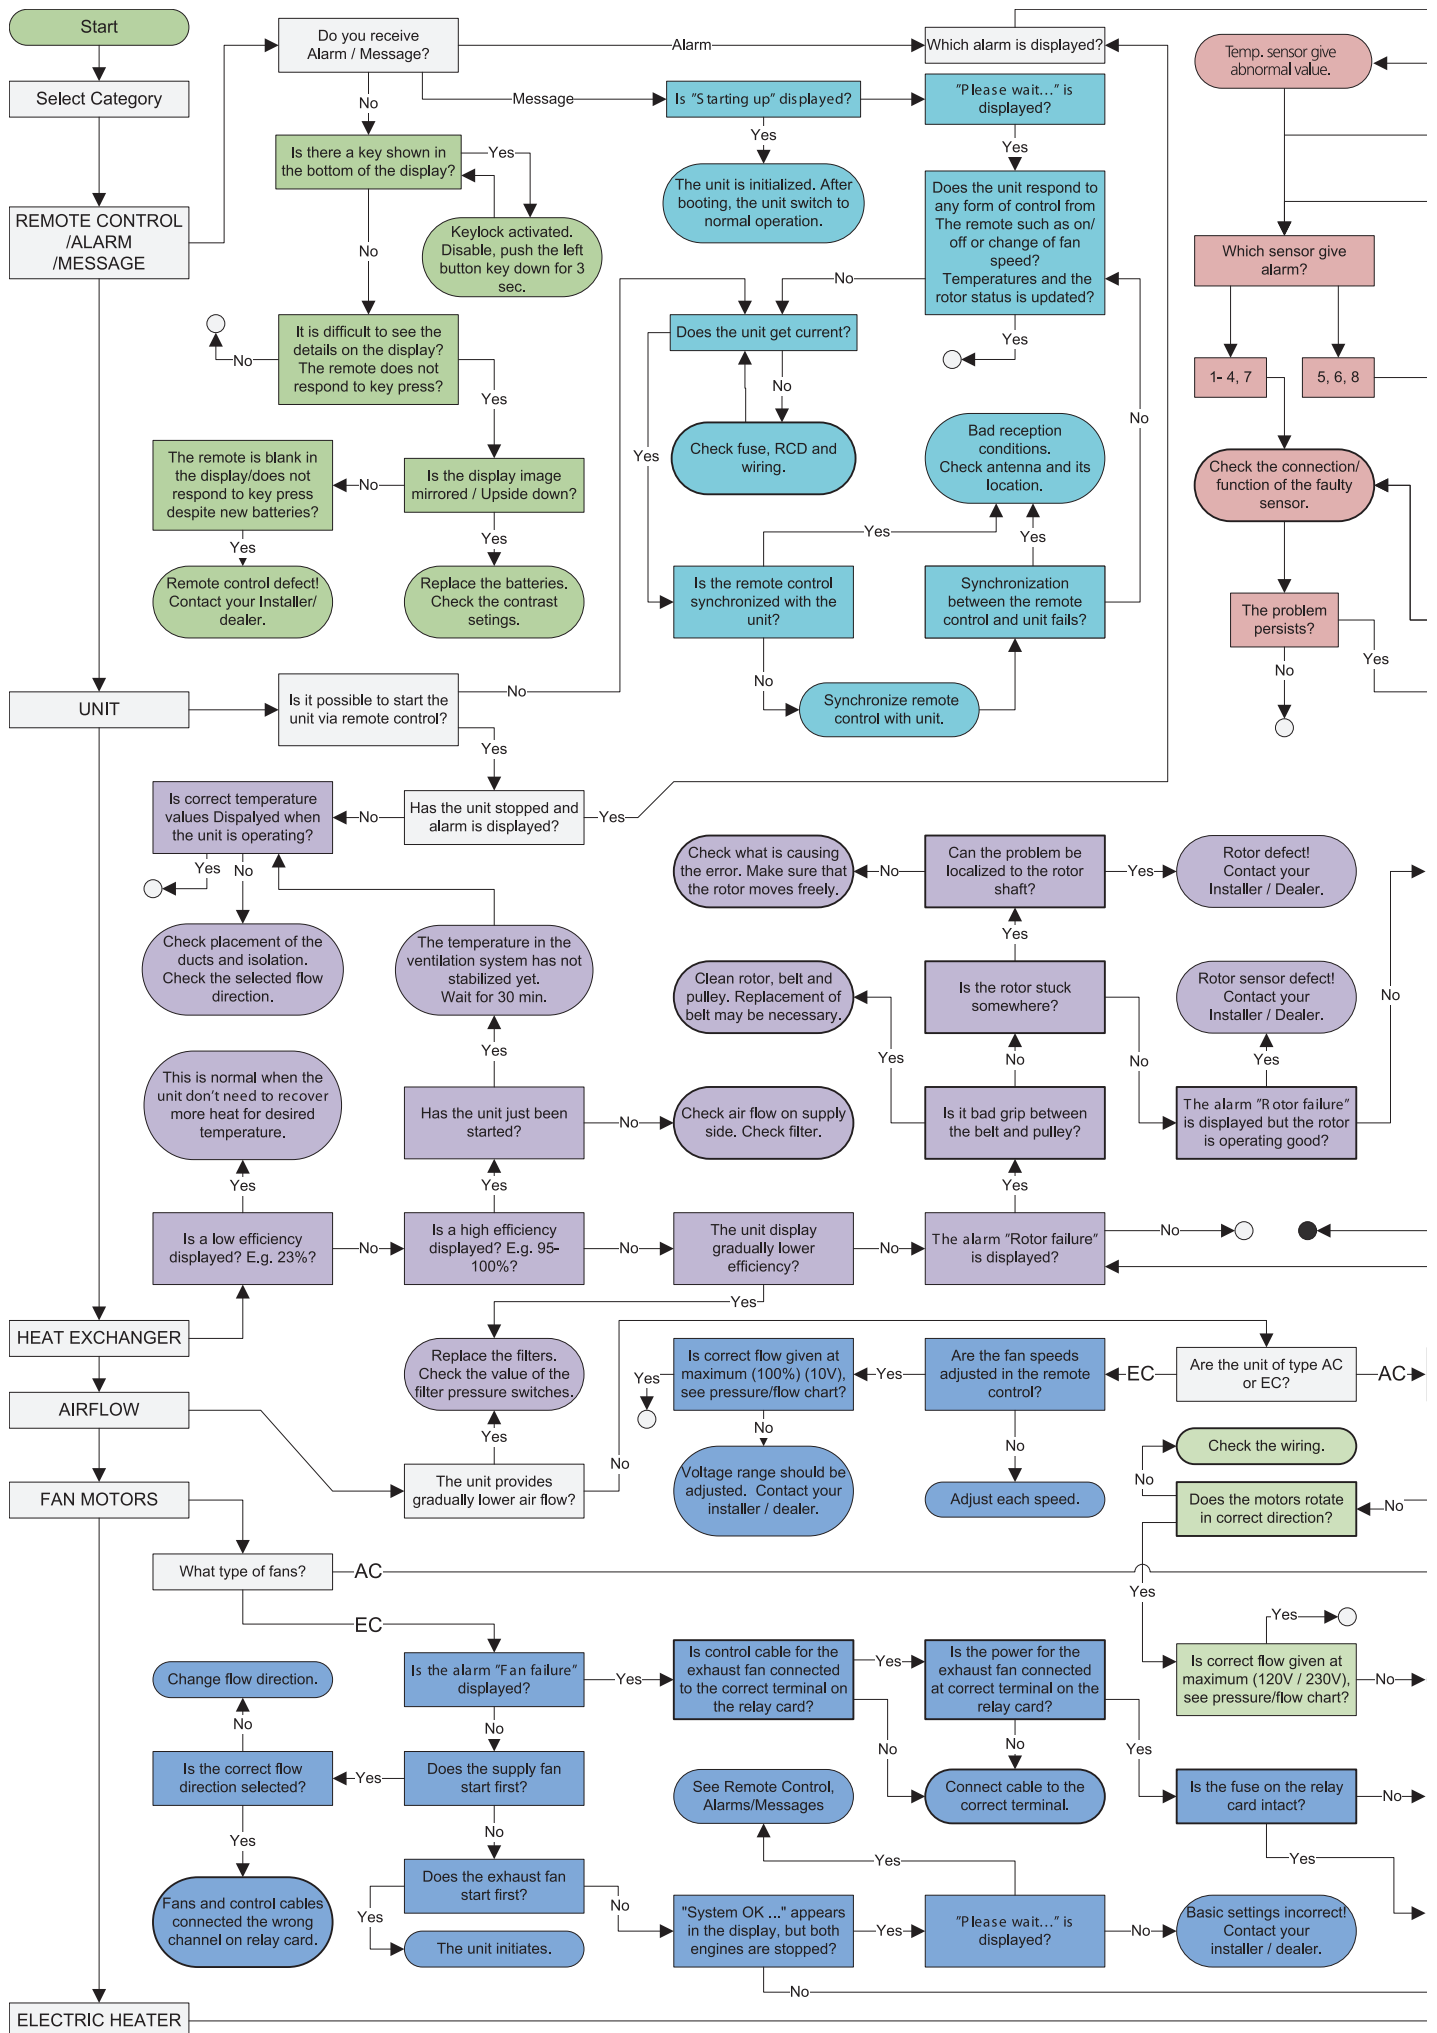 Start
Select Category
REMOTE CONTROL
/ALARM
/MESSAGE
Do you receive
Alarm / Message?
Alarm
Message
No
Which alarm is displayed?
Is "Starting up" displayed?
Yes
"Please wait..." is
displayed?
Yes
Temp. sensor give
abnormal value.
Is there a key shown in
the bottom of the display?
Yes
No
Keylock activated.
Disable, push the left
button key down for 3
sec.
The unit is initialized. After
booting, the unit switch to
normal operation.
Does the unit respond to
any form of control from
The remote such as on/
off or change of fan
speed?
Temperatures and the
rotor status is updated?
No
Yes
No
Which sensor give
alarm?
1- 4, 7
5, 6, 8
It is difficult to see the
details on the display?
The remote does not
respond to key press?
No
Yes
Does the unit get current?
No
Yes
Check fuse, RCD and
wiring.
Bad reception
conditions.
Check antenna and its
location.
Check the connection/
function of the faulty
sensor.
The remote is blank in
the display/does not
respond to key press
despite new batteries?
No
Is the display image
mirrored / Upside down?
Yes
Yes
Remote control defect!
Contact your Installer/
dealer.
Replace the batteries.
Check the contrast
setings.
Yes
Yes
Is the remote control
synchronized with the
unit?
Synchronization
between the remote
control and unit fails?
The problem
persists?
No
Yes
No
Synchronize remote
control with unit.
UNIT
Is it possible to start the
unit via remote control?
No
Yes
Is correct temperature
values Dispalyed when
the unit is operating?
No
Has the unit stopped and
alarm is displayed?
Yes
Yes
No
Check placement of the
ducts and isolation.
Check the selected flow
direction.
The temperature in the
ventilation system has not
stabilized yet.
Wait for 30 min.
Check what is causing
the error. Make sure that
the rotor moves freely.
No
Can the problem be
localized to the rotor
shaft?
Yes
Rotor defect!
Contact your
Installer / Dealer.
Yes
Clean rotor, belt and
pulley. Replacement of
belt may be necessary.
Is the rotor stuck
somewhere?
Rotor sensor defect!
Contact your
Installer / Dealer.
No
Yes
Yes
No
No
Yes
This is normal when the
unit don't need to recover
more heat for desired
temperature.
Has the unit just been
started?
No
Check air flow on supply
side. Check filter.
Is it bad grip between
the belt and pulley?
The alarm "Rotor failure"
is displayed but the rotor
is operating good?
Yes
Yes
Yes
Is a low efficiency
displayed? E.g. 23%?
No
Is a high efficiency
displayed? E.g. 95-
100%?
No
The unit display
gradually lower
efficiency?
No
The alarm "Rotor failure"
is displayed?
No
Yes
HEAT EXCHANGER
Replace the filters.
Check the value of the
filter pressure switches.
Yes
Is correct flow given at
maximum (100%) (10V),
see pressure/flow chart?
Yes
Are the fan speeds
adjusted in the remote
control?
EC
Are the unit of type AC
or EC?
AC
AIRFLOW
Yes
No
The unit provides
gradually lower air flow?
No
Voltage range should be
adjusted. Contact your
installer / dealer.
No
Adjust each speed.
Check the wiring.
No
Does the motors rotate
in correct direction?
No
FAN MOTORS
What type of fans?
AC
EC
Yes
Yes
Change flow direction.
Is the alarm "Fan failure"
displayed?
Yes
Is control cable for the
exhaust fan connected
to the correct terminal on
the relay card?
Yes
Is the power for the
exhaust fan connected
at correct terminal on the
relay card?
Is correct flow given at
maximum (120V / 230V),
see pressure/flow chart?
No
No
No
No
No
Yes
Is the correct flow
direction selected?
Yes
Does the supply fan
start first?
See Remote Control,
Alarms/Messages
Connect cable to the
correct terminal.
Is the fuse on the relay
card intact?
No
Yes
No
Yes
Yes
Does the exhaust fan
start first?
No
Yes
Fans and control cables
connected the wrong
channel on relay card.
The unit initiates.
"System OK ..." appears
in the display, but both
engines are stopped?
Yes
"Please wait..." is
displayed?
No
Basic settings incorrect!
Contact your
installer / dealer.
No
ELECTRIC HEATER